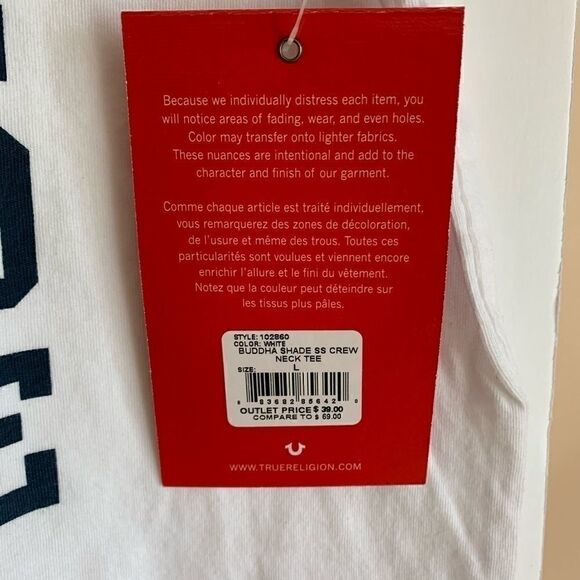 Because we individually distress each item, you
will notice areas of fading, wear, and even holes.
Color may transfer onto lighter fabrics.
These nuances are intentional and add to the
character and finish of our garment.
Comme chaque article est traité individuellement,
vous remarquerez des zones de décoloration,
de l'usure et même des trous. Toutes ces
particularités sont voulues et viennent encore
enrichir l'allure et le fini du vêtement.
Notez que la couleur peut déteindre sur
les tissus plus pâles.
STYLE: 102860
COLOR: WHITE
BUDDHA SHADE SS CREW
NECK TEE
SIZE: L
8 83682 85642 0
OUTLET PRICE $ 39.00
COMPARE TO $ 69.00
WWW.TRUERELIGION.COM